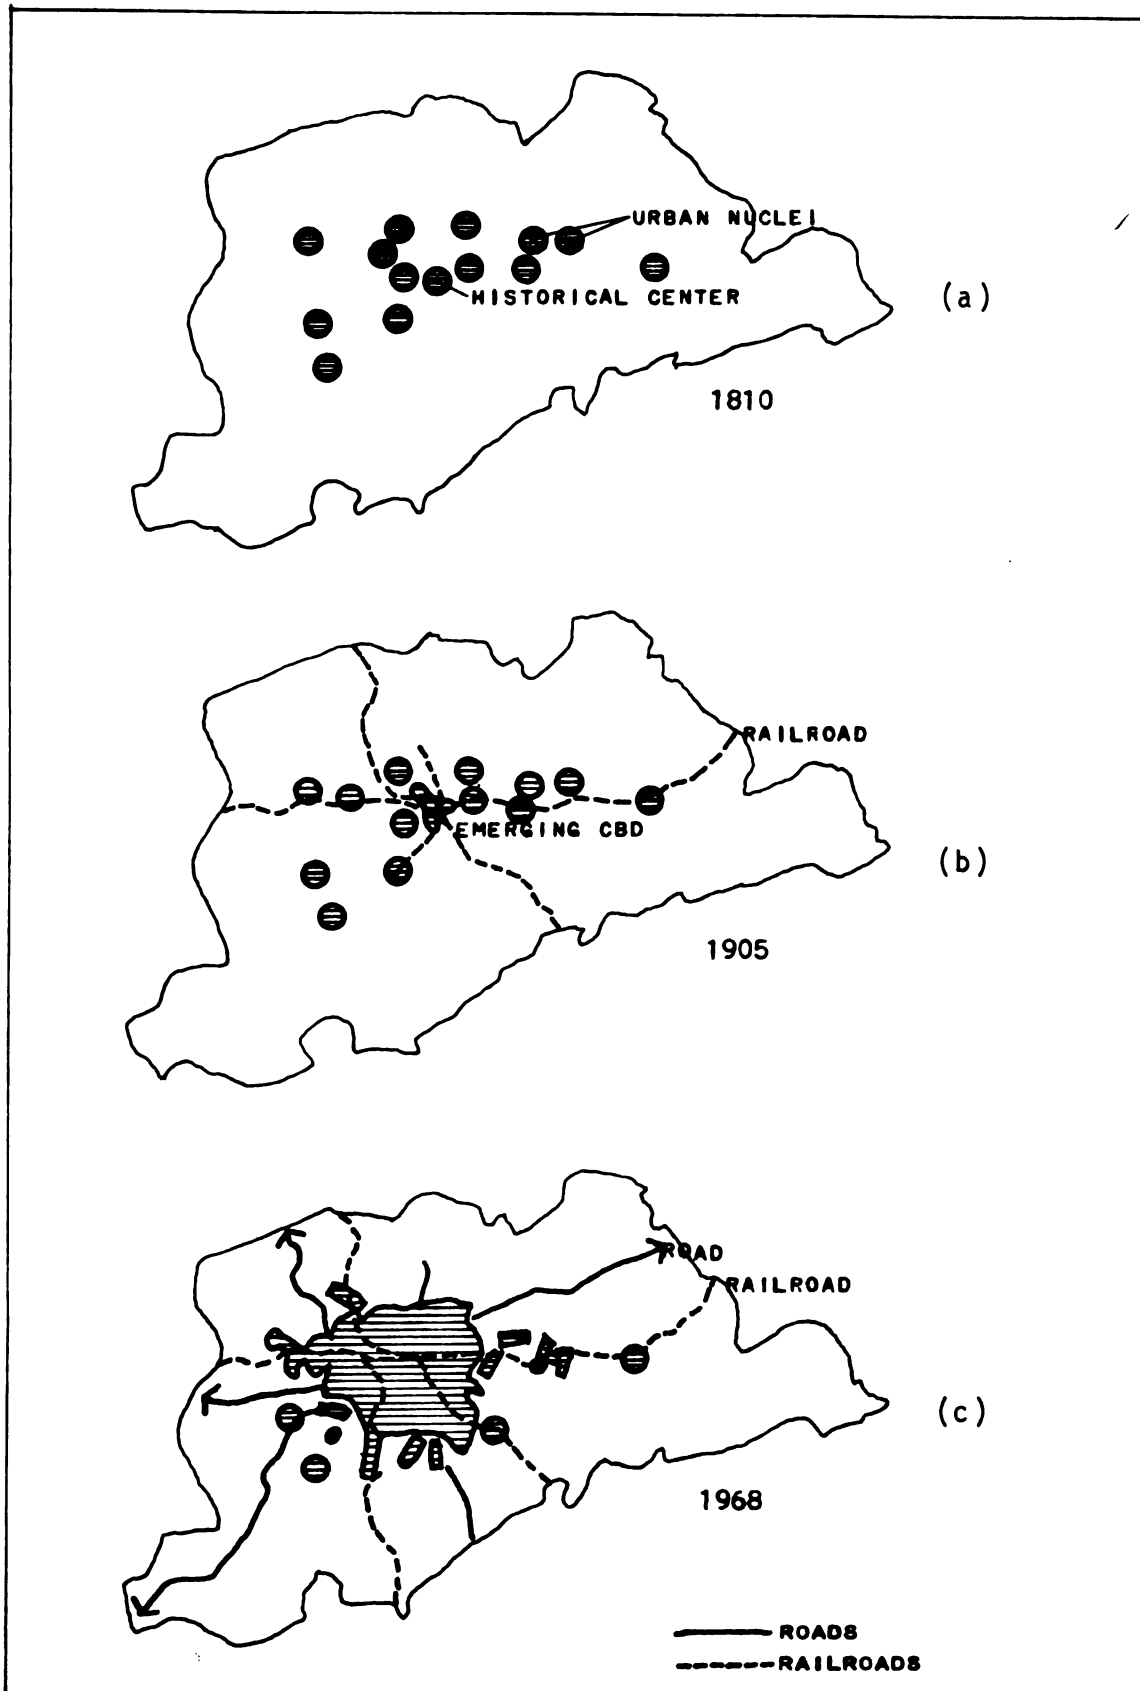 URBAN NUCLEI
HISTORICAL CENTER
(a)
1810
RAILROAD
EMERGING CBD
(b)
1905
ROAD
RAILROAD
(c)
1968
ROADS
RAILROADS